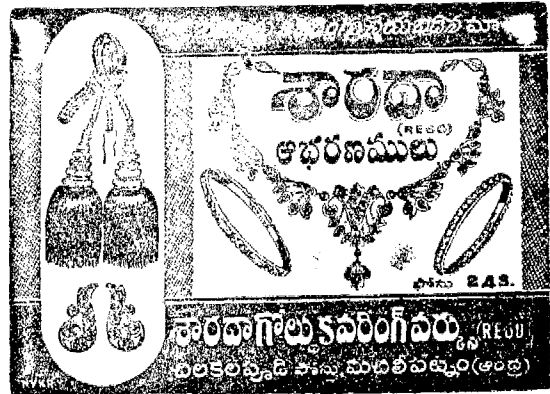 శారదా
(REGD)
ఆభరణములు
ఫోను 243.
శారదాగోల్డుకవరింగ్ వర్కు (REGD)
చిలకలపూడి పోస్టు, మచిలీపట్నం (ఆంధ్ర)